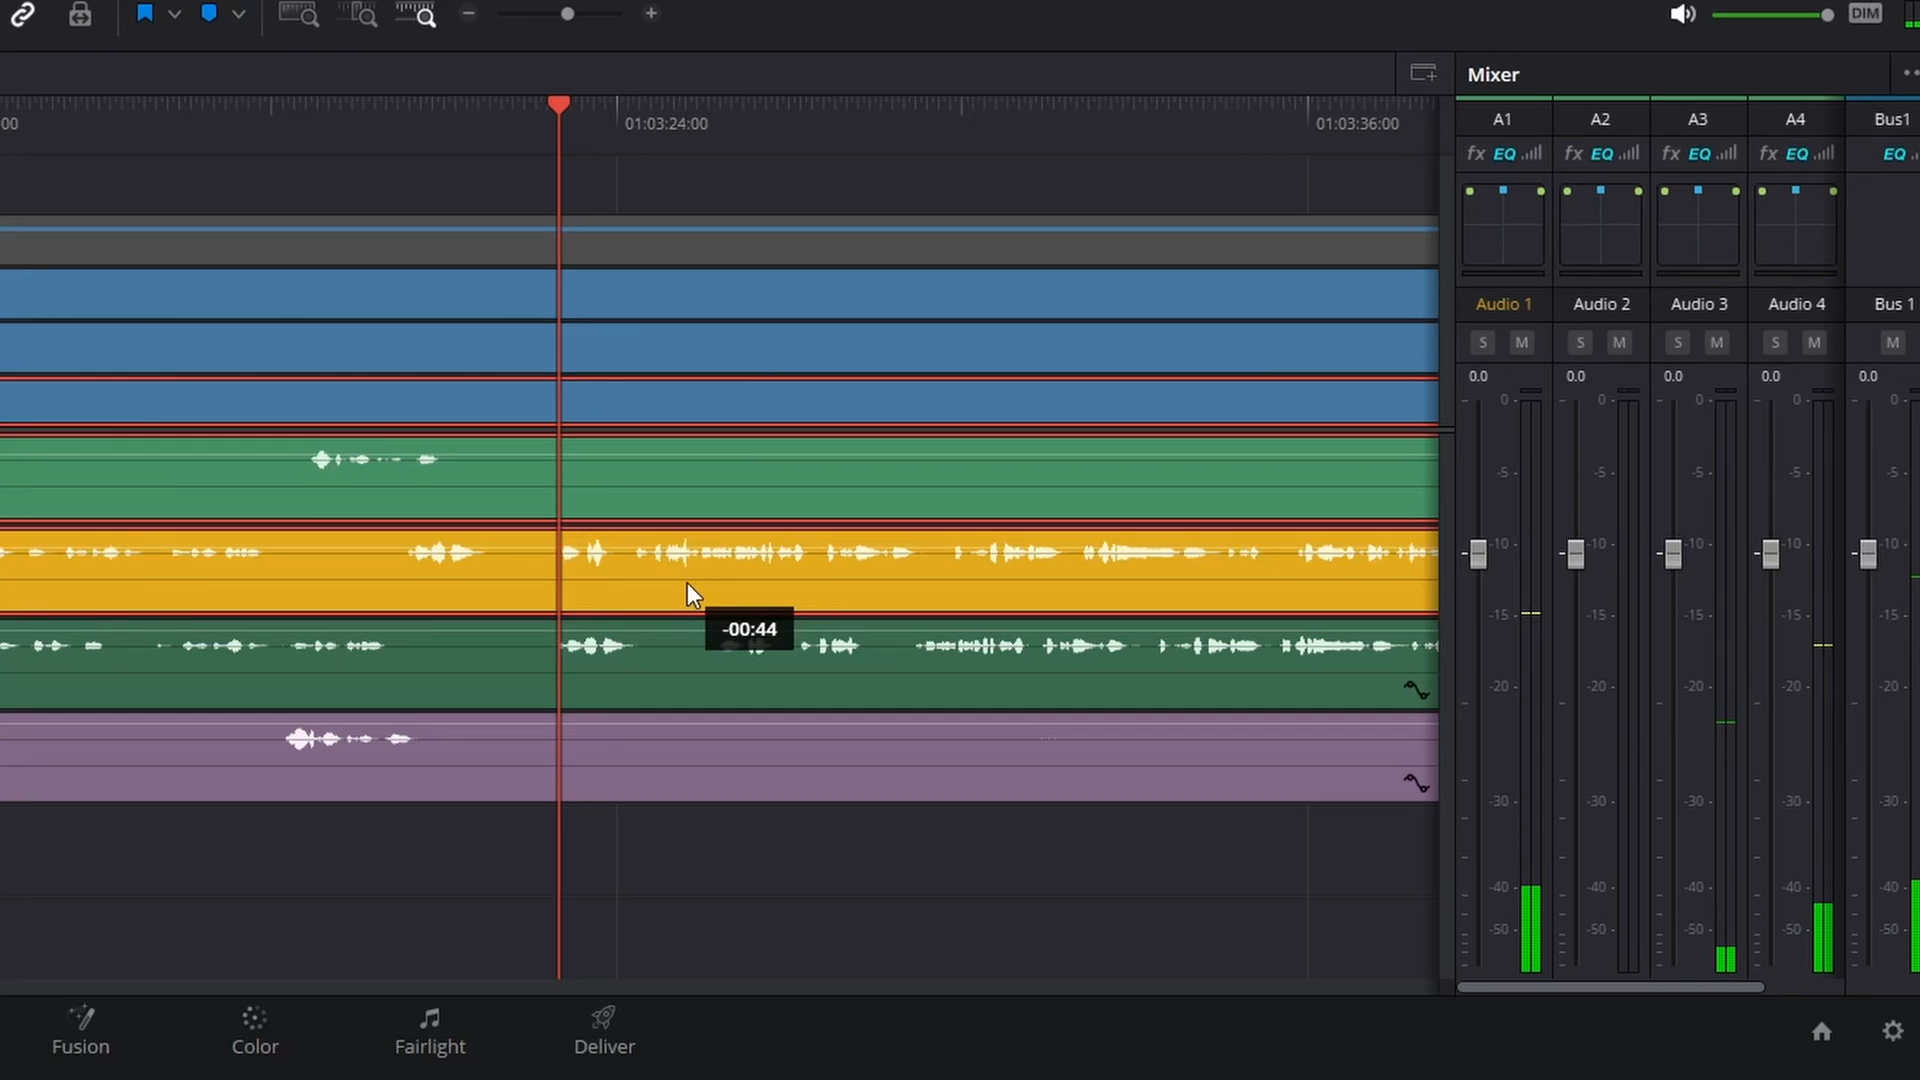 DIM
Mixer
00
01:03:24:00
01:03:36:00
A1 A2 A3 A4 Bus1
fx EQ fx EQ fx EQ fx EQ EQ
Audio 1 Audio 2 Audio 3 Audio 4 Bus 1
S M S M S M S M M
0.0 0.0 0.0 0.0 0.0
0 0 0 0 0
-5 -5 -5 -5 -5
-10 -10 -10 -10 -10
-15 -15 -15 -15 -15
-20 -20 -20 -20 -20
-30 -30 -30 -30 -30
-40 -40 -40 -40 -40
-50 -50 -50 -50 -50
-00:44
Fusion
Color
Fairlight
Deliver